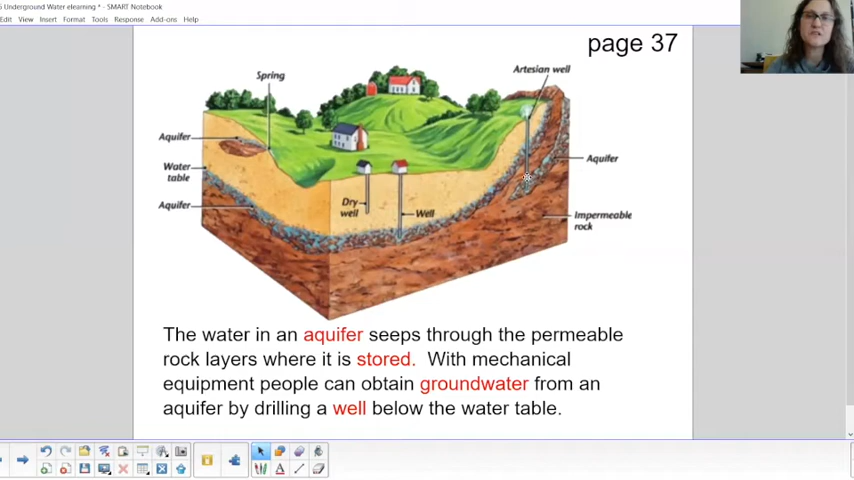 5 Underground Water elearning * - SMART Notebook
Edit View Insert Format Tools Response Add-ons Help
page 37
Spring
Artesian well
Aquifer
Water
table
Aquifer
Aquifer
Dry
well
Well
Impermeable
rock
The water in an aquifer seeps through the permeable
rock layers where it is stored. With mechanical
equipment people can obtain groundwater from an
aquifer by drilling a well below the water table.